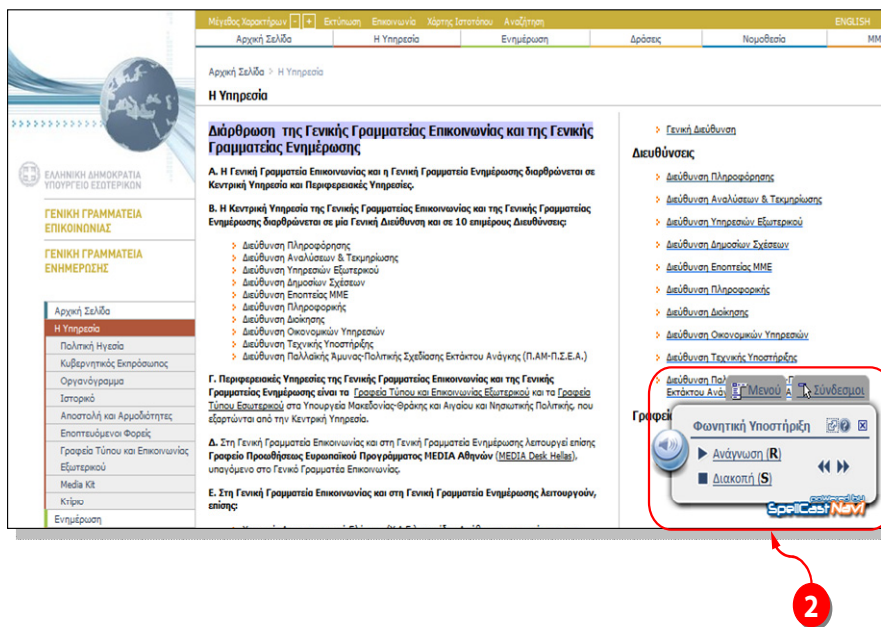 Μέγεθος Χαρακτήρων - + Εκτύπωση Επικοινωνία Χάρτης Ιστοτόπου Αναζήτηση ENGLISH
Αρχική Σελίδα Η Υπηρεσία Ενημέρωση Δράσεις Νομοθεσία ΜΜ
Αρχική Σελίδα > Η Υπηρεσία
Η Υπηρεσία
ΕΛΛΗΝΙΚΗ ΔΗΜΟΚΡΑΤΙΑ
ΥΠΟΥΡΓΕΙΟ ΕΣΩΤΕΡΙΚΩΝ
ΓΕΝΙΚΗ ΓΡΑΜΜΑΤΕΙΑ
ΕΠΙΚΟΙΝΩΝΙΑΣ
ΓΕΝΙΚΗ ΓΡΑΜΜΑΤΕΙΑ
ΕΝΗΜΕΡΩΣΗΣ
Αρχική Σελίδα
Η Υπηρεσία
Πολιτική Ηγεσία
Κυβερνητικός Εκπρόσωπος
Οργανόγραμμα
Ιστορικό
Αποστολή και Αρμοδιότητες
Εποπτευόμενοι Φορείς
Γραφεία Τύπου και Επικοινωνίας
Εξωτερικού
Media Kit
Κτίριο
Ενημέρωση
Διάρθρωση της Γενικής Γραμματείας Επικοινωνίας και της Γενικής
Γραμματείας Ενημέρωσης
Α. Η Γενική Γραμματεία Επικοινωνίας και η Γενική Γραμματεία Ενημέρωσης διαρθρώνεται σε
Κεντρική Υπηρεσία και Περιφερειακές Υπηρεσίες.
Β. Η Κεντρική Υπηρεσία της Γενικής Γραμματείας Επικοινωνίας και της Γενικής Γραμματείας
Ενημέρωσης διαρθρώνεται σε μία Γενική Διεύθυνση και σε 10 επιμέρους Διευθύνσεις:
Διεύθυνση Πληροφόρησης
Διεύθυνση Αναλύσεων & Τεκμηρίωσης
Διεύθυνση Υπηρεσιών Εξωτερικού
Διεύθυνση Δημοσίων Σχέσεων
Διεύθυνση Εποπτείας ΜΜΕ
Διεύθυνση Πληροφορικής
Διεύθυνση Διοίκησης
Διεύθυνση Οικονομικών Υπηρεσιών
Διεύθυνση Τεχνικής Υποστήριξης
Διεύθυνση Παλλαϊκής Άμυνας-Πολιτικής Σχεδίασης Εκτάκτου Ανάγκης (Π.ΑΜ-Π.Σ.Ε.Α.)
Γ. Περιφερειακές Υπηρεσίες της Γενικής Γραμματείας Επικοινωνίας και της Γενικής
Γραμματείας Ενημέρωσης είναι τα Γραφεία Τύπου και Επικοινωνίας Εξωτερικού και τα Γραφεία
Τύπου Εσωτερικού στα Υπουργεία Μακεδονίας-Θράκης και Αιγαίου και Νησιωτικής Πολιτικής, που
εξαρτώνται από την Κεντρική Υπηρεσία.
Δ. Στη Γενική Γραμματεία Επικοινωνίας και στη Γενική Γραμματεία Ενημέρωσης λειτουργεί επίσης
Γραφείο Προωθήσεως Ευρωπαϊκού Προγράμματος MEDIA Αθηνών (MEDIA Desk Hellas),
υπαγόμενο στο Γενικό Γραμματέα Επικοινωνίας.
Ε. Στη Γενική Γραμματεία Επικοινωνίας και στη Γενική Γραμματεία Ενημέρωσης λειτουργούν,
επίσης:
Γενική Διεύθυνση
Διευθύνσεις
Διεύθυνση Πληροφόρησης
Διεύθυνση Αναλύσεων & Τεκμηρίωσης
Διεύθυνση Υπηρεσιών Εξωτερικού
Διεύθυνση Δημοσίων Σχέσεων
Διεύθυνση Εποπτείας ΜΜΕ
Διεύθυνση Πληροφορικής
Διεύθυνση Διοίκησης
Διεύθυνση Οικονομικών Υπηρεσιών
Διεύθυνση Τεχνικής Υποστήριξης
Διεύθυνση
Εκτάκτου
Μενού Σύνδεσμοι
Φωνητική Υποστήριξη
Ανάγνωση (R)
Διακοπή (S)
powered by
SpellCast Navi
2